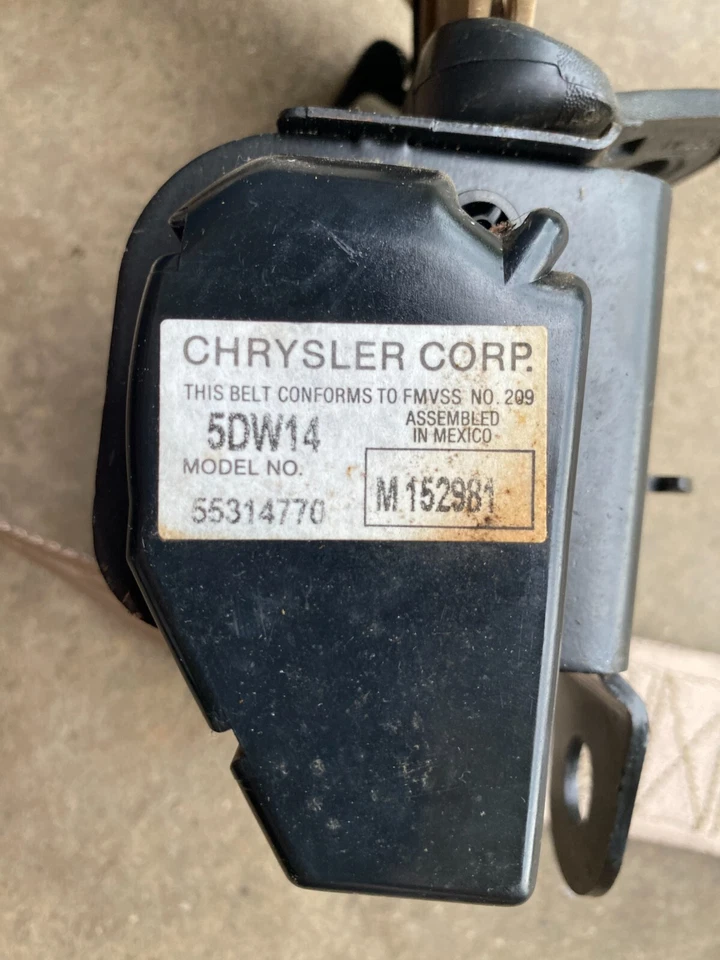 CHRYSLER CORP.
THIS BELT CONFORMS TO FMVSS NO. 209
5DW14
ASSEMBLED
IN MEXICO
MODEL NO.
55314770
M 152981